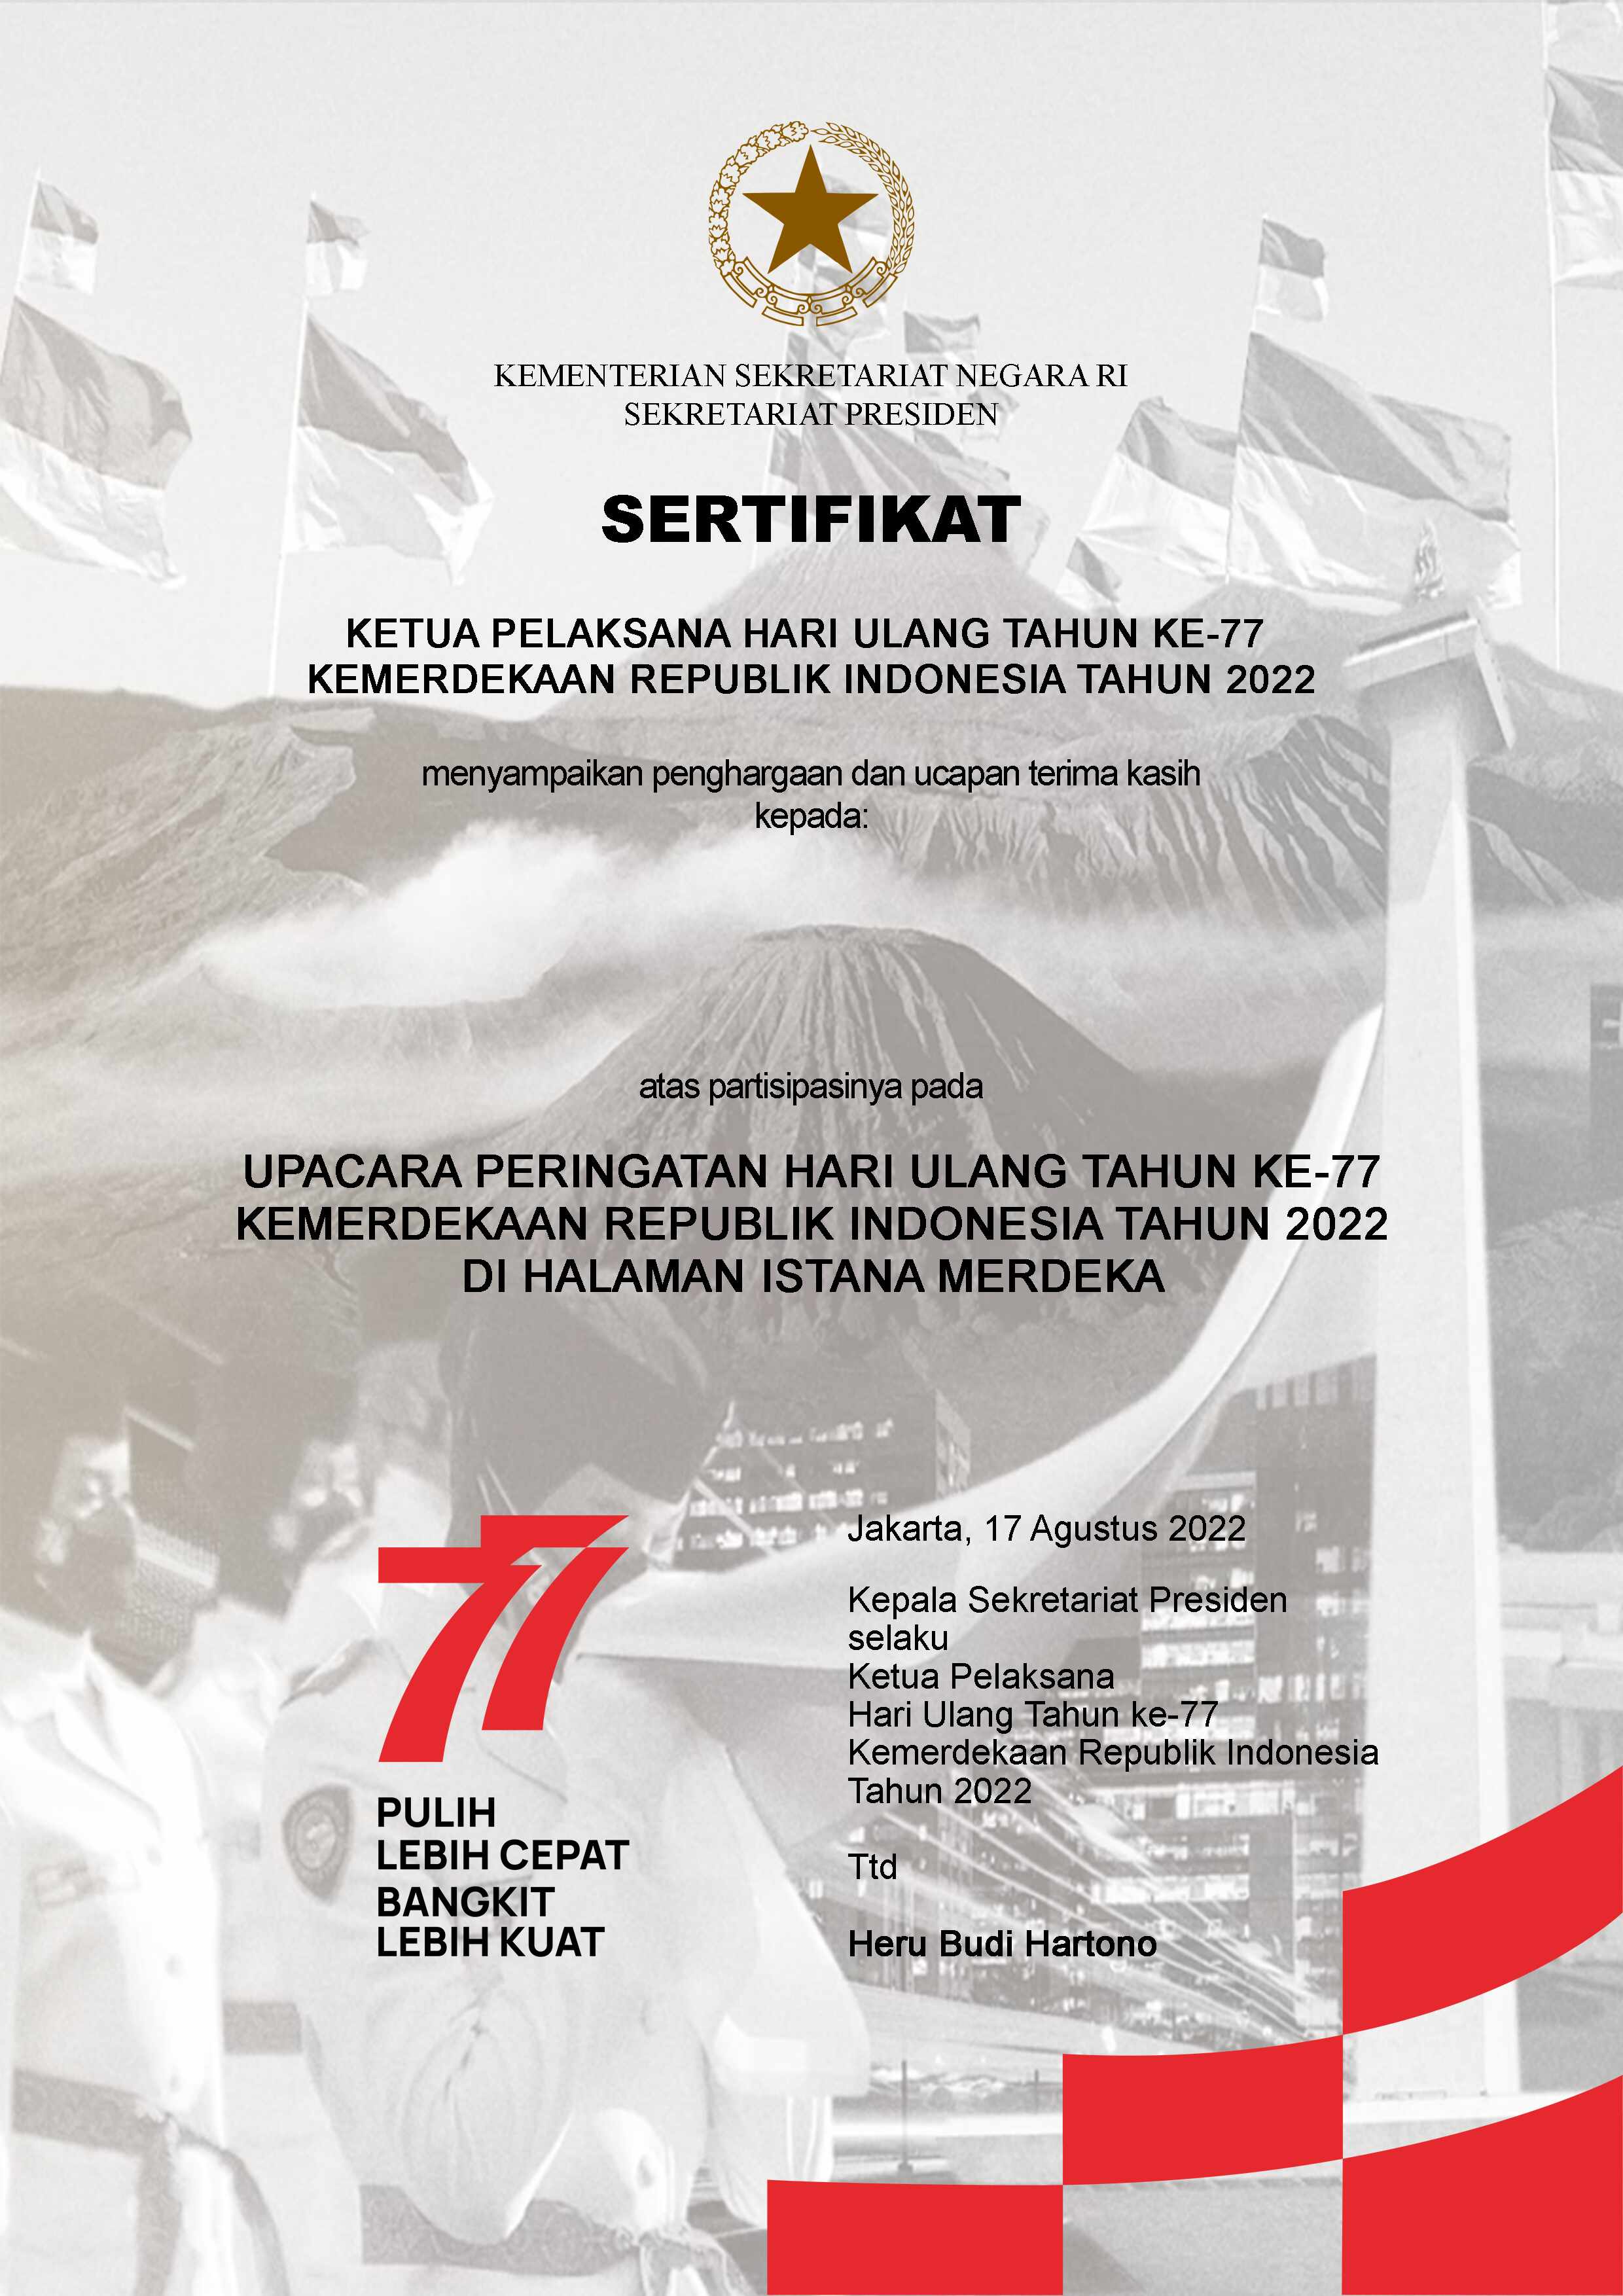 KEMENTERIAN SEKRETARIAT NEGARA RI
SEKRETARIAT PRESIDEN
SERTIFIKAT
KETUA PELAKSANA HARI ULANG TAHUN KE-77
KEMERDEKAAN REPUBLIK INDONESIA TAHUN 2022
menyampaikan penghargaan dan ucapan terima kasih
kepada:
atas partisipasinya pada
UPACARA PERINGATAN HARI ULANG TAHUN KE-77
KEMERDEKAAN REPUBLIK INDONESIA TAHUN 2022
DI HALAMAN ISTANA MERDEKA
77
PULIH
LEBIH CEPAT
BANGKIT
LEBIH KUAT
Jakarta, 17 Agustus 2022
Kepala Sekretariat Presiden
selaku
Ketua Pelaksana
Hari Ulang Tahun ke-77
Kemerdekaan Republik Indonesia
Tahun 2022
Ttd
Heru Budi Hartono